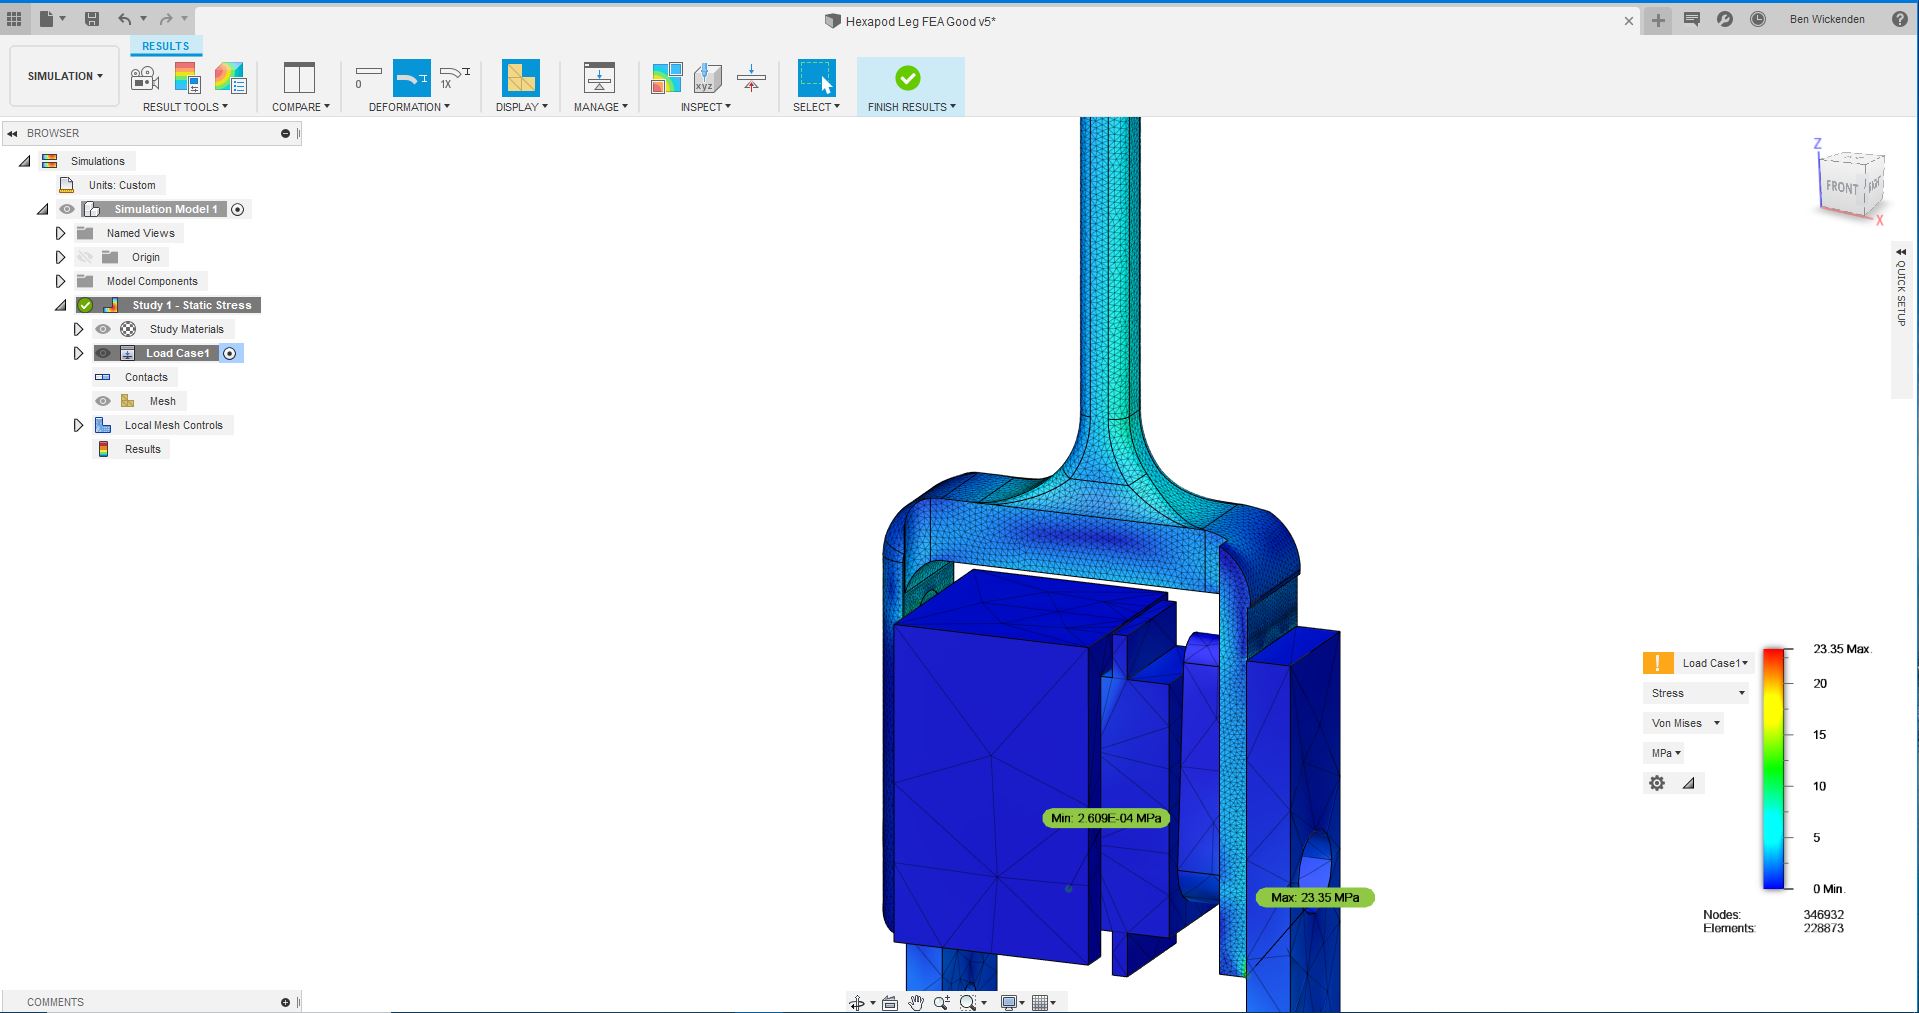 Hexapod Leg FEA Good v5*
Ben Wickenden
RESULTS
SIMULATION
0
1X
xyz
RESULT TOOLS
COMPARE
DEFORMATION
DISPLAY
MANAGE
INSPECT
SELECT
FINISH RESULTS
BROWSER
Simulations
Units: Custom
Simulation Model 1
Named Views
Origin
Model Components
Study 1 - Static Stress
Study Materials
Load Case1
Contacts
Mesh
Local Mesh Controls
Results
Z
FRONT
RIGHT
X
QUICK SETUP
Min: 2.609E-04 MPa
Max: 23.35 MPa
Load Case1
Stress
Von Mises
MPa
23.35 Max.
20
15
10
5
0 Min.
Nodes: 346932
Elements: 228873
COMMENTS